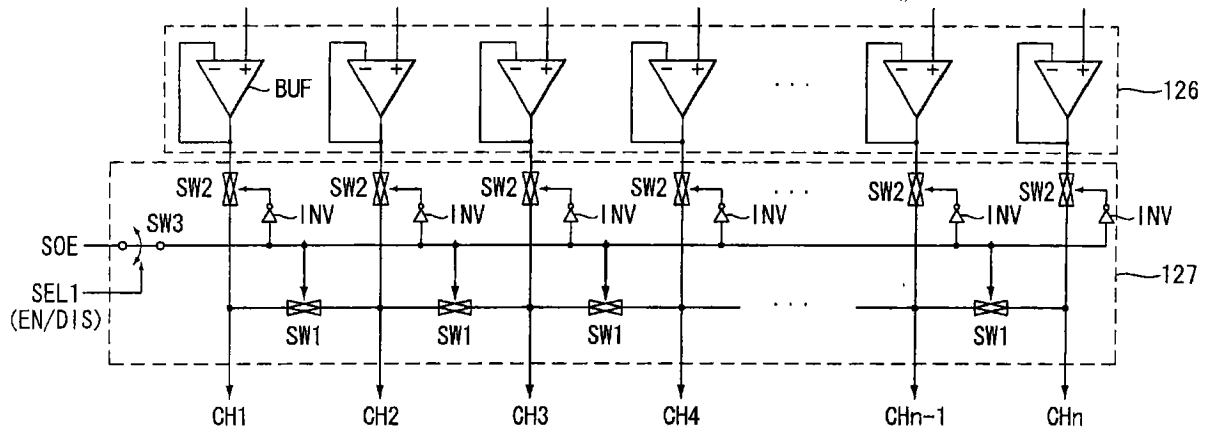 − + − + − + − + − + − +
BUF ··· 126
SW2 SW2 SW2 SW2 ··· SW2 SW2
INV INV INV INV INV INV
SW3
SOE
127
SEL1
(EN/DIS)
···
SW1 SW1 SW1 SW1
CH1 CH2 CH3 CH4 CHn-1 CHn